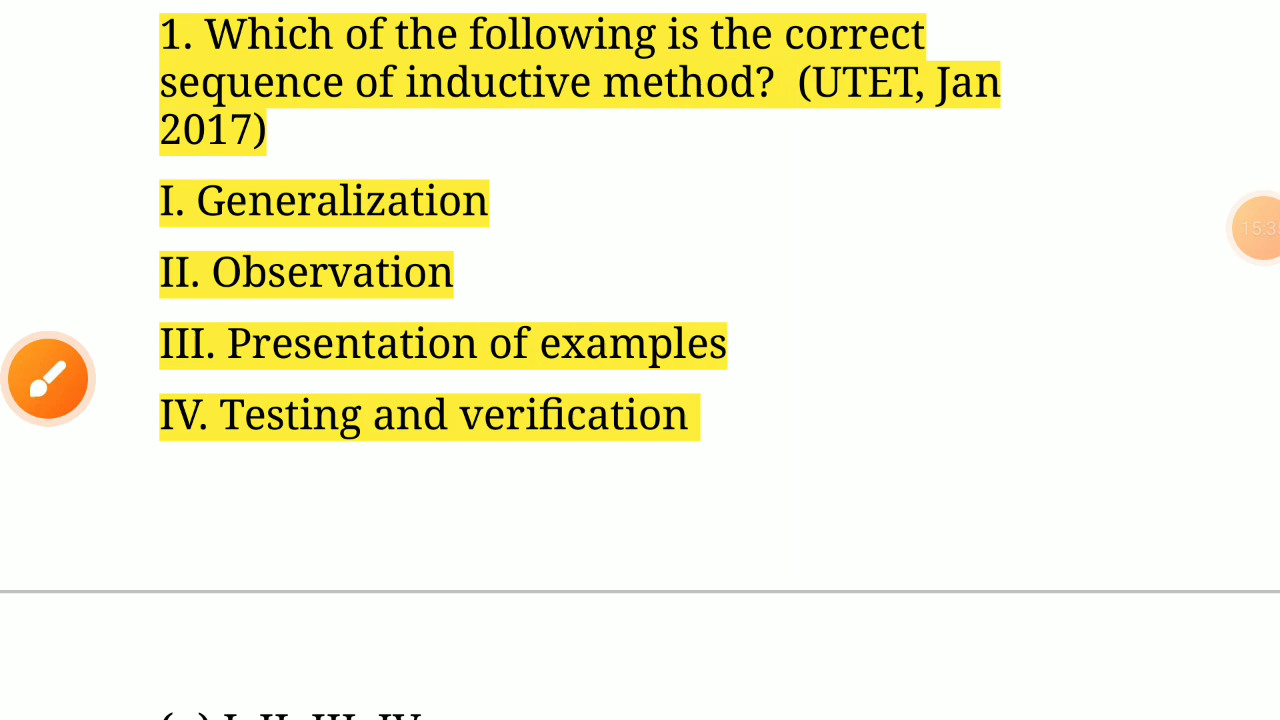 1. Which of the following is the correct
sequence of inductive method?  (UTET, Jan
2017)
I. Generalization
II. Observation
III. Presentation of examples
IV. Testing and verification